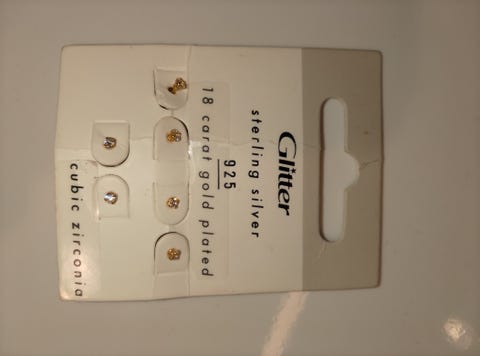 Glitter
sterling silver
925
18 carat gold plated
cubic zirconia